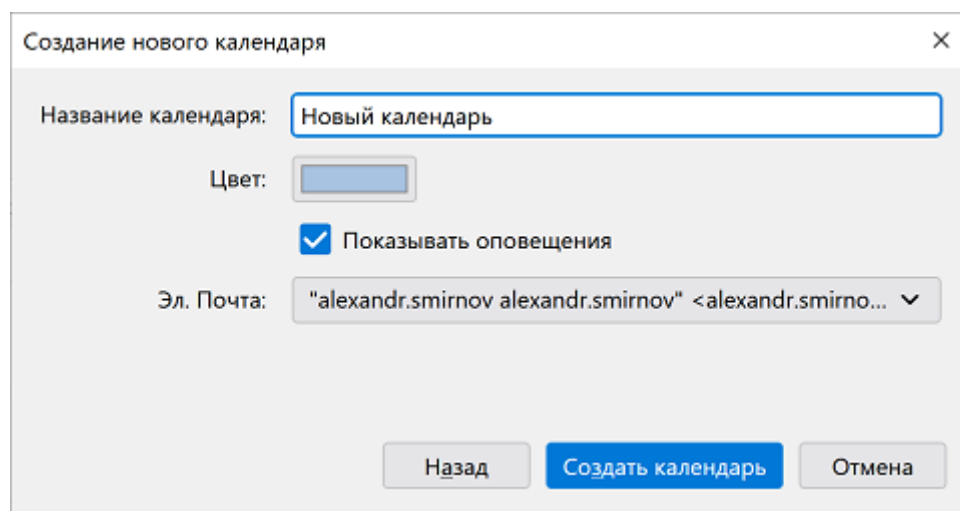 Создание нового календаря
Название календаря: Новый календарь
Цвет:
Показывать оповещения
Эл. Почта: "alexandr.smirnov alexandr.smirnov" <alexandr.smirno...
Назад Создать календарь Отмена